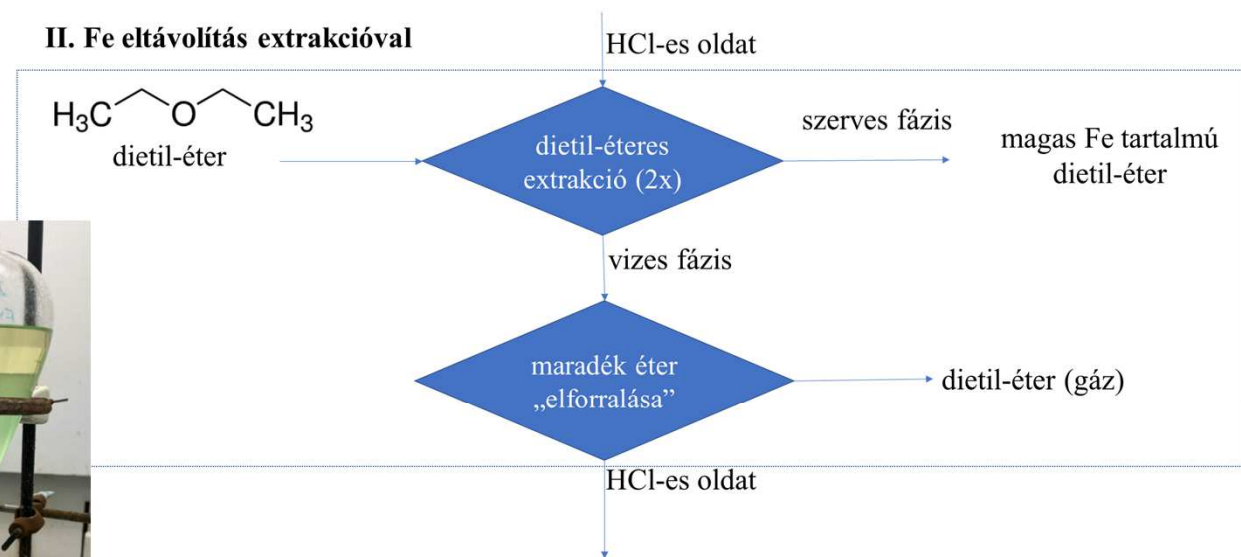 II. Fe eltávolítás extrakcióval
HCl-es oldat
H₃C O CH₃
dietil-éter
dietil-éteres
extrakció (2x)
szerves fázis
magas Fe tartalmú
dietil-éter
vizes fázis
maradék éter
„elforralása”
dietil-éter (gáz)
HCl-es oldat